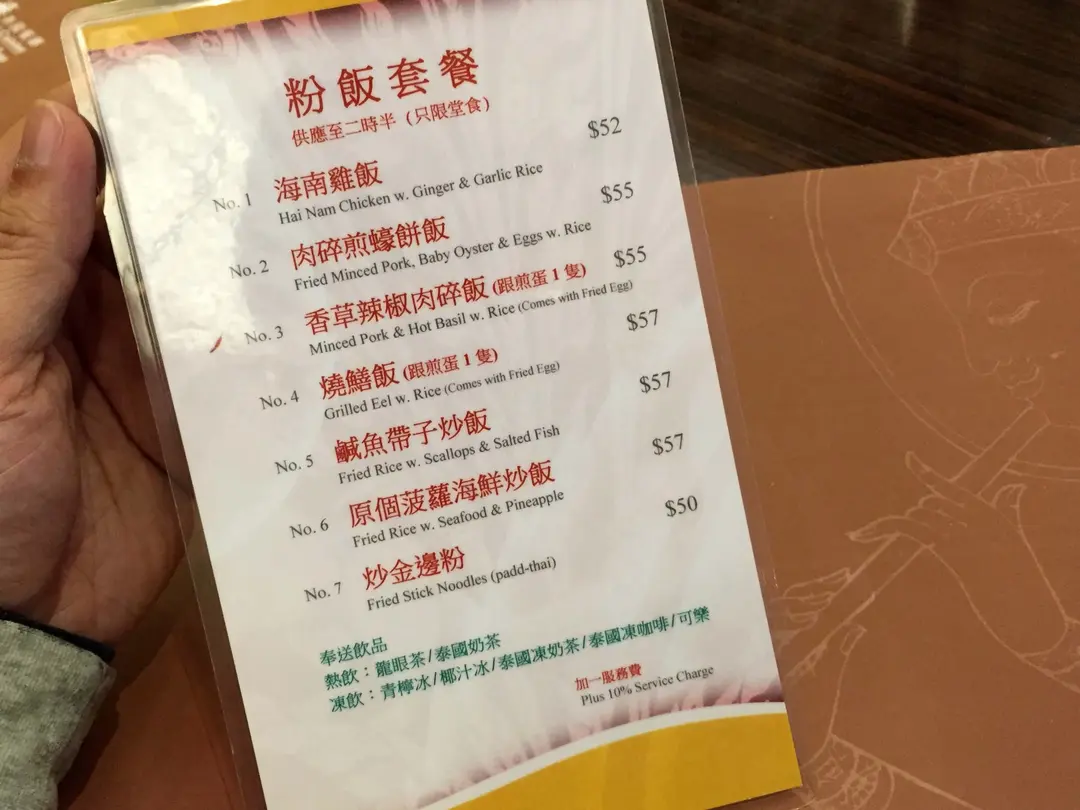 粉飯套餐
供應至二時半 (只限堂食)
No. 1 海南雞飯 $52
Hai Nam Chicken w. Ginger & Garlic Rice
No. 2 肉碎煎蠔餅飯 $55
Fried Minced Pork, Baby Oyster & Eggs w. Rice
No. 3 香草辣椒肉碎飯 (跟煎蛋 1 隻) $55
Minced Pork & Hot Basil w. Rice (Comes with Fried Egg)
No. 4 燒鱔飯 (跟煎蛋 1 隻) $57
Grilled Eel w. Rice (Comes with Fried Egg)
No. 5 鹹魚帶子炒飯 $57
Fried Rice w. Scallops & Salted Fish
No. 6 原個菠蘿海鮮炒飯 $57
Fried Rice w. Seafood & Pineapple
No. 7 炒金邊粉 $50
Fried Stick Noodles (padd-thai)
奉送飲品
熱飲：龍眼茶/泰國奶茶
凍飲：青檸冰/椰汁冰/泰國凍奶茶/泰國凍咖啡/可樂
加一服務費
Plus 10% Service Charge